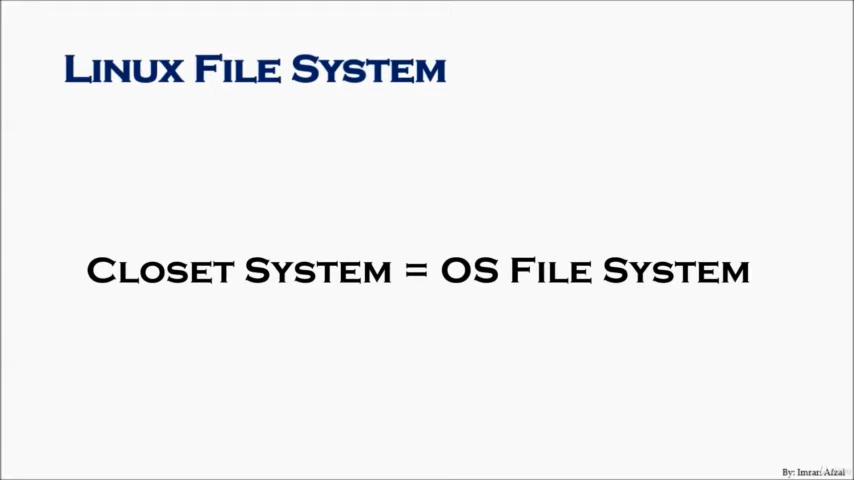 Linux File System
Closet System = OS File System
By: Imran Afzal